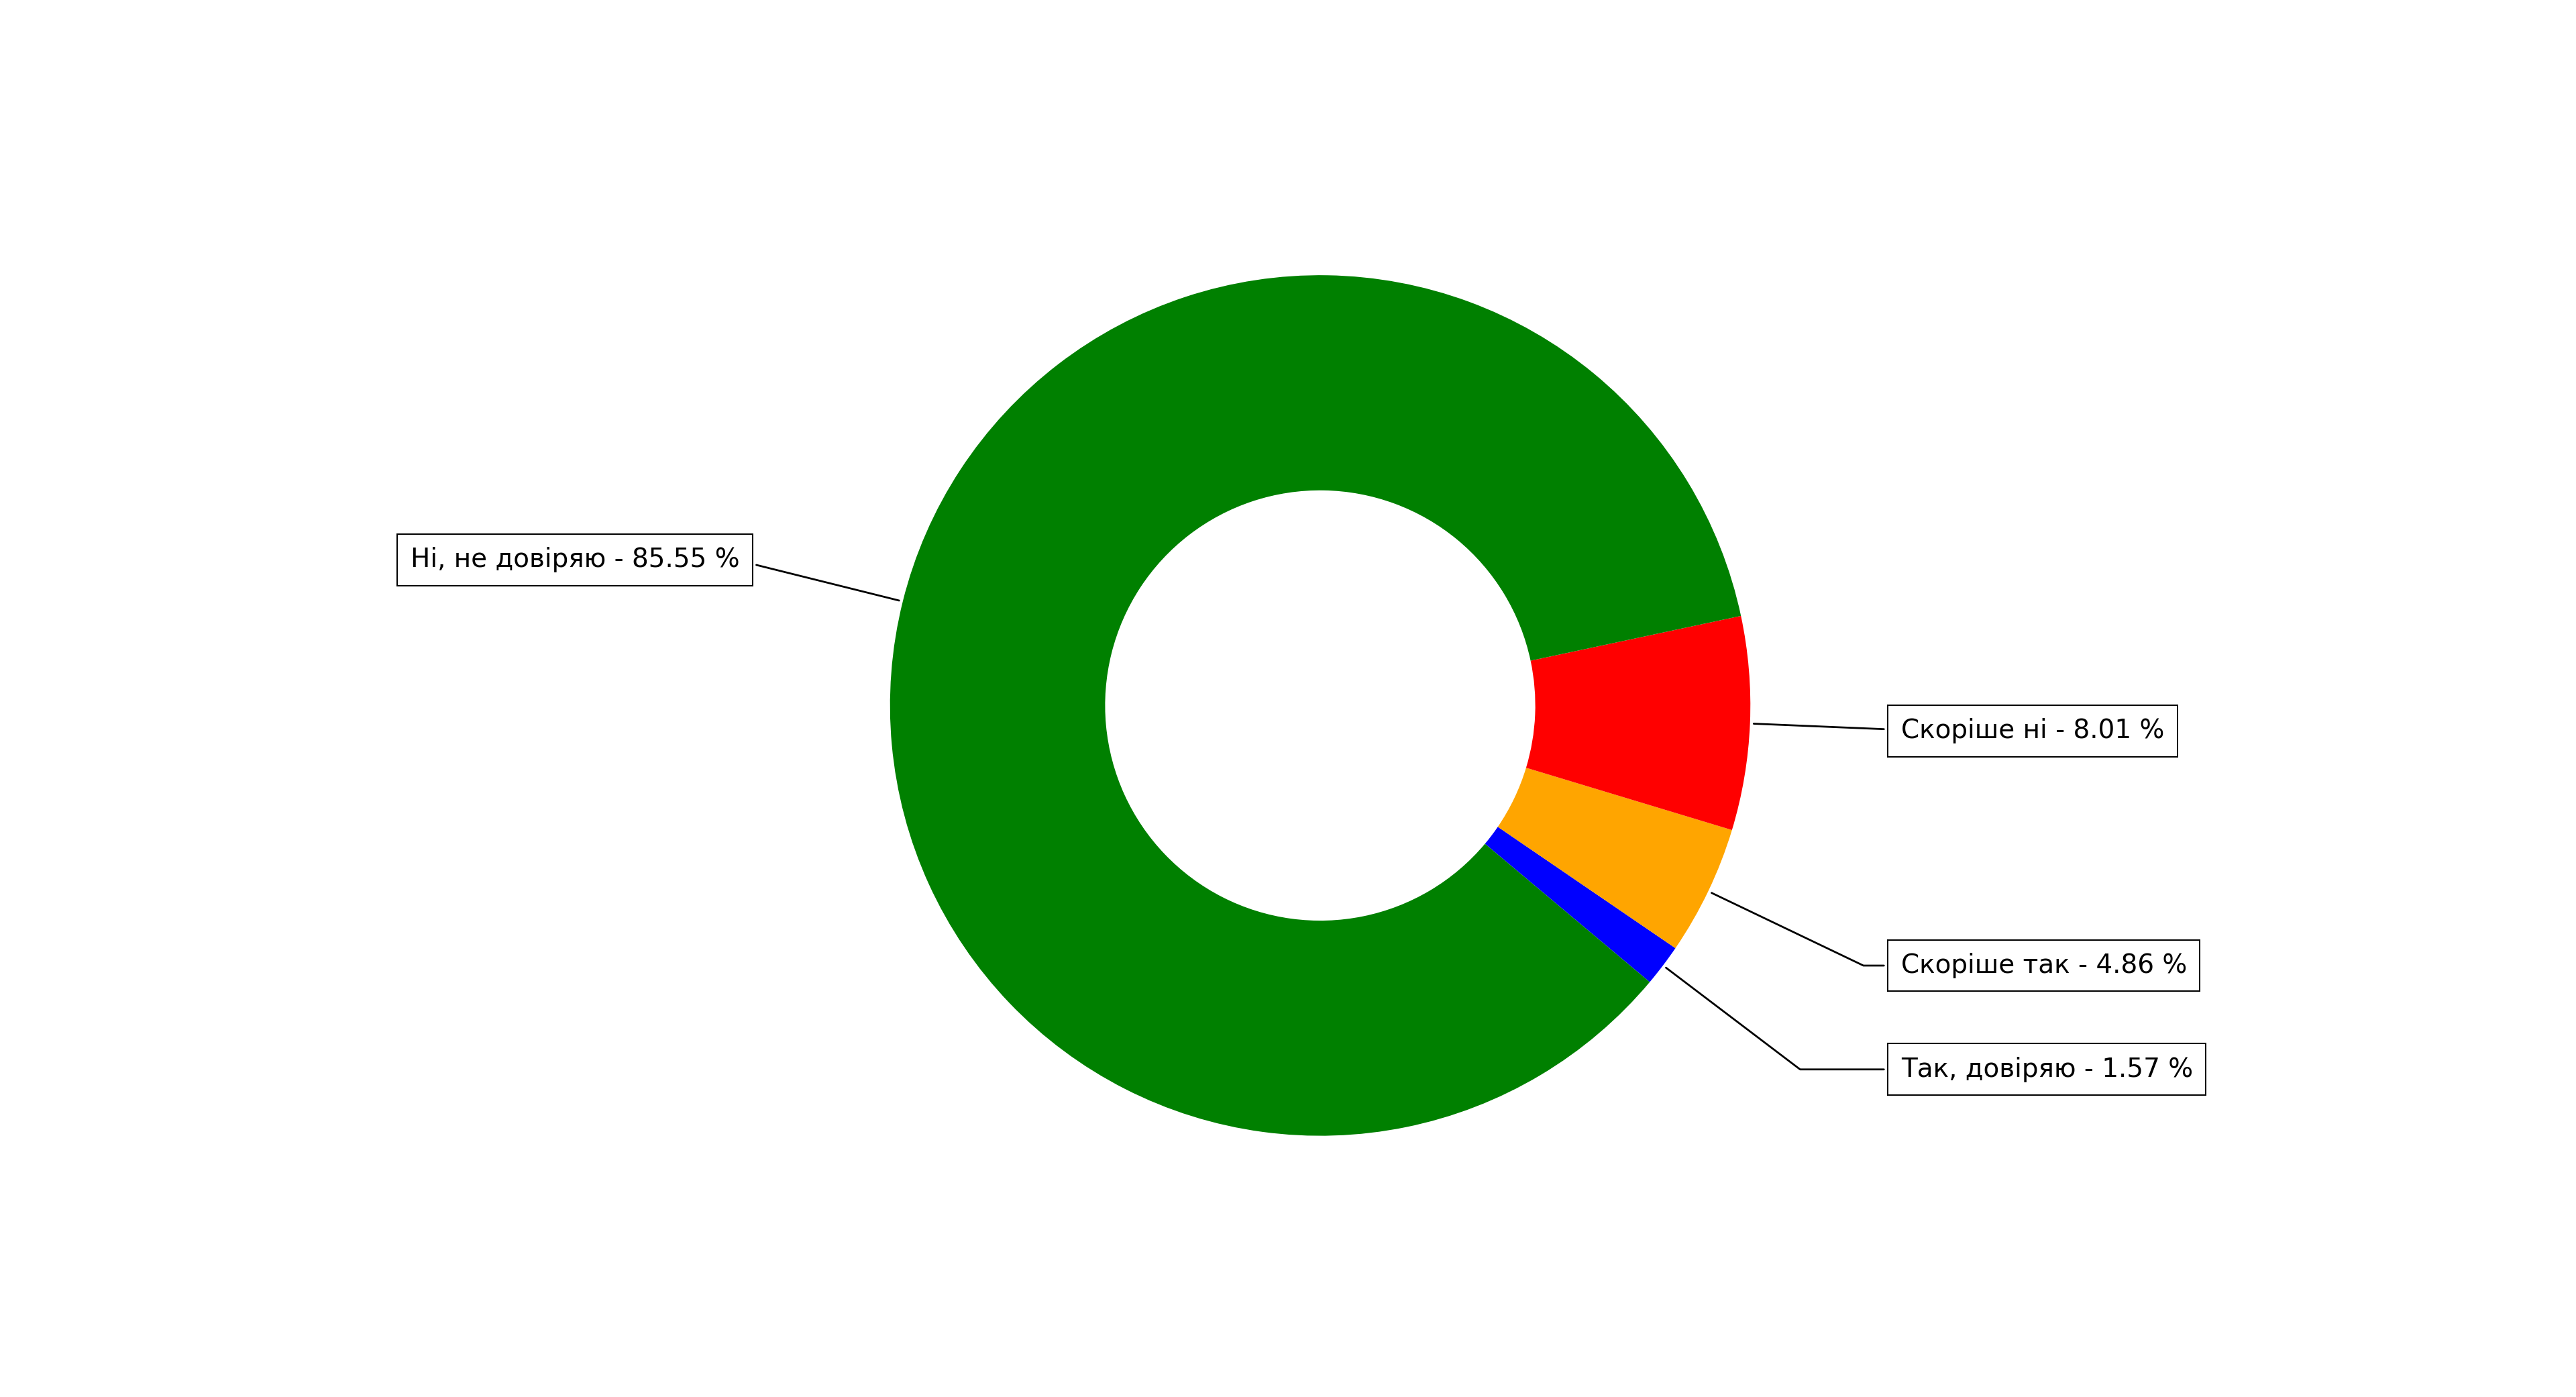 Ні, не довіряю - 85.55 %
Скоріше ні - 8.01 %
Скоріше так - 4.86 %
Так, довіряю - 1.57 %